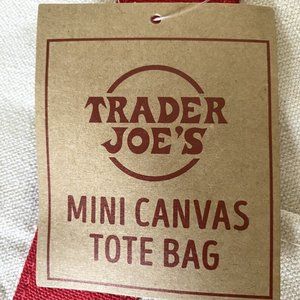 TRADER
JOE'S
MINI CANVAS
TOTE BAG